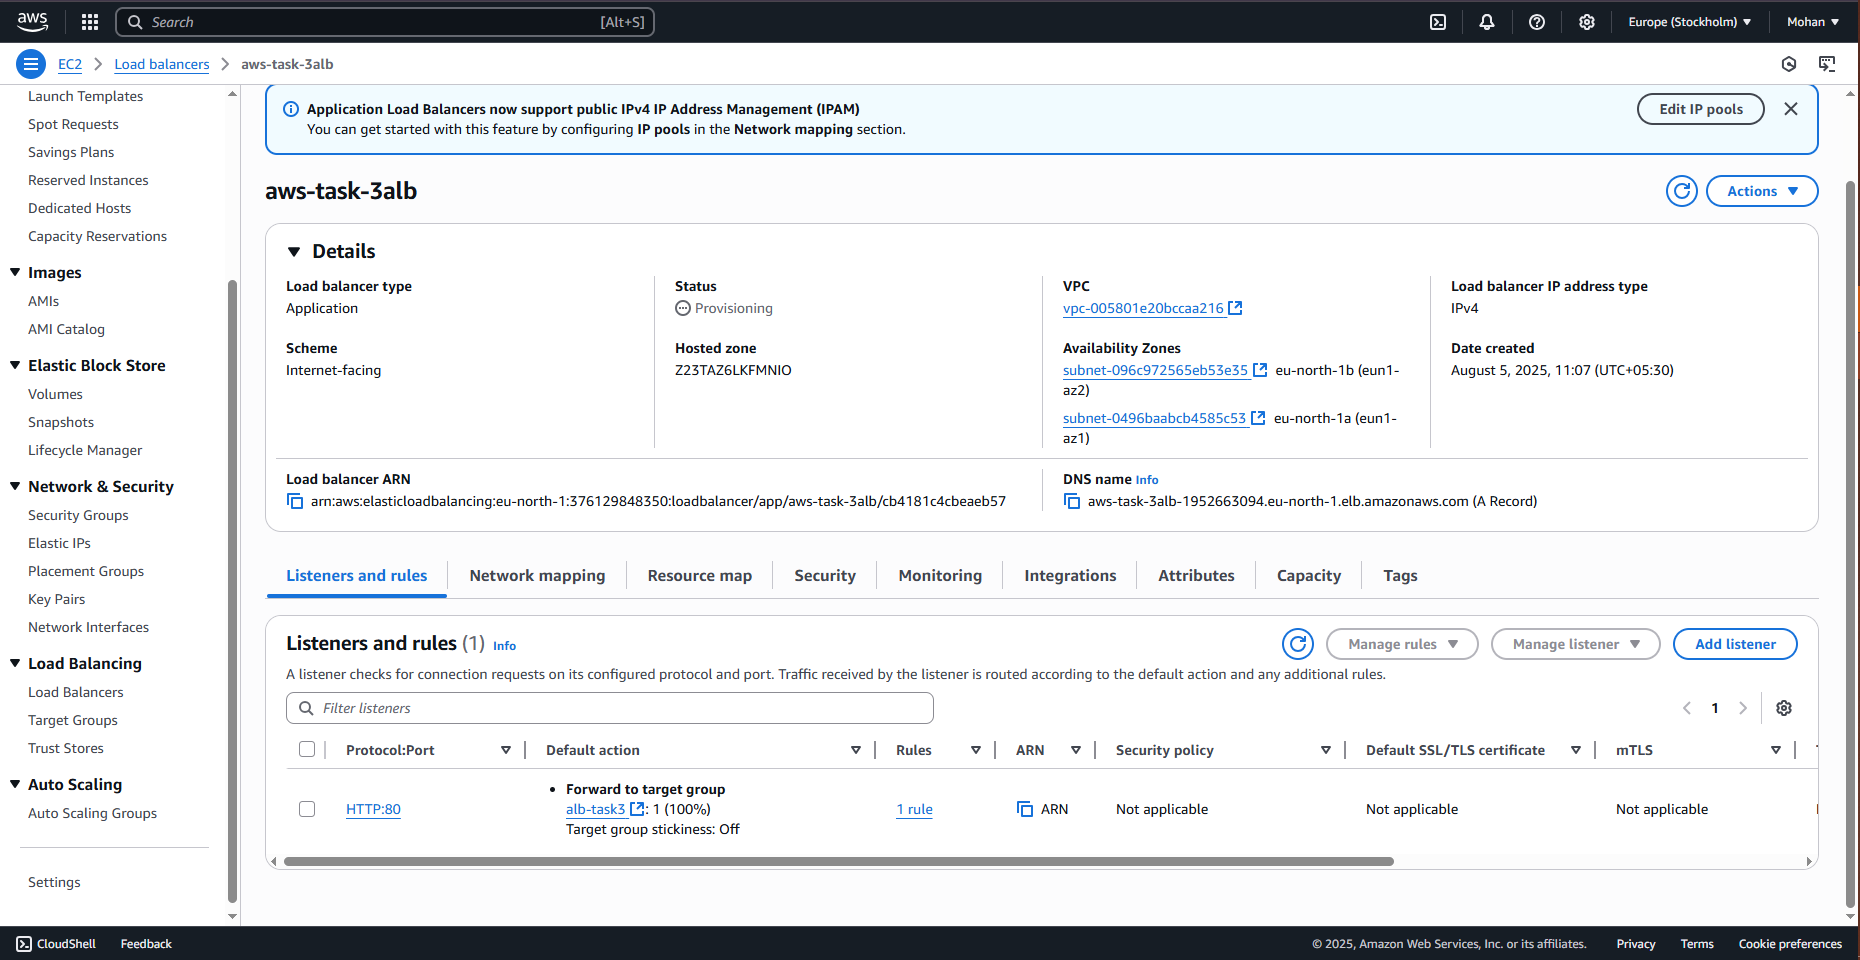 aws
Search
[Alt+S]
Europe (Stockholm)
Mohan
EC2
Load balancers
aws-task-3alb
Launch Templates
Spot Requests
Savings Plans
Reserved Instances
Dedicated Hosts
Capacity Reservations
Images
AMIs
AMI Catalog
Elastic Block Store
Volumes
Snapshots
Lifecycle Manager
Network & Security
Security Groups
Elastic IPs
Placement Groups
Key Pairs
Network Interfaces
Load Balancing
Load Balancers
Target Groups
Trust Stores
Auto Scaling
Auto Scaling Groups
Settings
Application Load Balancers now support public IPv4 IP Address Management (IPAM)
You can get started with this feature by configuring IP pools in the Network mapping section.
Edit IP pools
aws-task-3alb
Actions
Details
Load balancer type
Application
Status
Provisioning
VPC
vpc-005801e20bccaa216
Load balancer IP address type
IPv4
Scheme
Internet-facing
Hosted zone
Z23TAZ6LKFMNIO
Availability Zones
subnet-096c972565eb53e35 eu-north-1b (eun1-
az2)
subnet-0496baabcb4585c53 eu-north-1a (eun1-
az1)
Date created
August 5, 2025, 11:07 (UTC+05:30)
Load balancer ARN
arn:aws:elasticloadbalancing:eu-north-1:376129848350:loadbalancer/app/aws-task-3alb/cb4181c4cbeaeb57
DNS name Info
aws-task-3alb-1952663094.eu-north-1.elb.amazonaws.com (A Record)
Listeners and rules
Network mapping
Resource map
Security
Monitoring
Integrations
Attributes
Capacity
Tags
Listeners and rules (1) Info
Manage rules
Manage listener
Add listener
A listener checks for connection requests on its configured protocol and port. Traffic received by the listener is routed according to the default action and any additional rules.
Filter listeners
1
Protocol:Port
Default action
Rules
ARN
Security policy
Default SSL/TLS certificate
mTLS
HTTP:80
• Forward to target group
alb-task3 : 1 (100%)
Target group stickiness: Off
1 rule
ARN
Not applicable
Not applicable
Not applicable
CloudShell
Feedback
© 2025, Amazon Web Services, Inc. or its affiliates.
Privacy
Terms
Cookie preferences